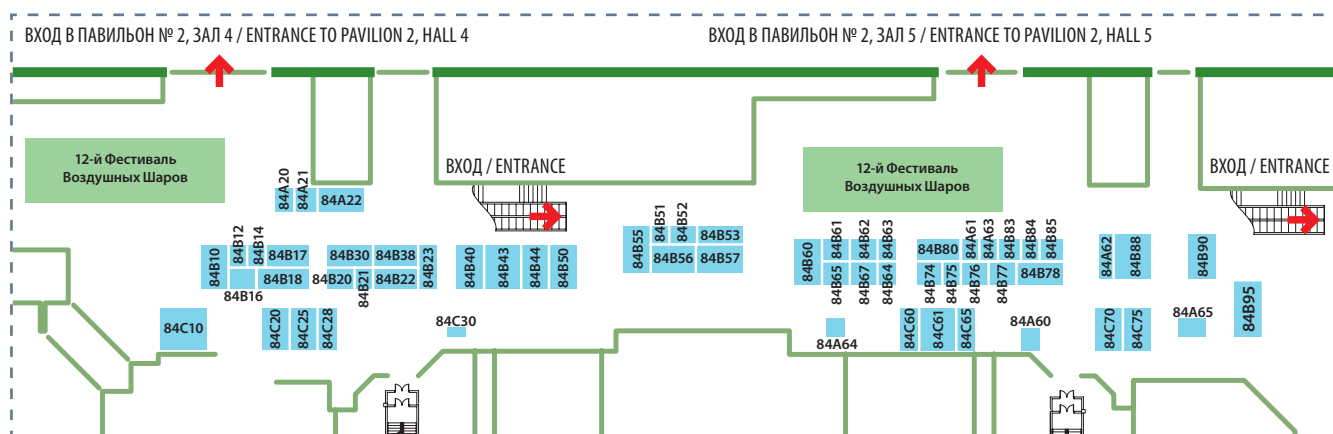 ВХОД В ПАВИЛЬОН № 2, ЗАЛ 4 / ENTRANCE TO PAVILION 2, HALL 4
ВХОД В ПАВИЛЬОН № 2, ЗАЛ 5 / ENTRANCE TO PAVILION 2, HALL 5
12-й Фестиваль
Воздушных Шаров
ВХОД / ENTRANCE
12-й Фестиваль
Воздушных Шаров
ВХОД / ENTRANCE
84A20
84A21
84A22
84B10
84B12
84B14
84B17
84B16
84B18
84B30
84B38
84B23
84B20
84B21
84B22
84B40
84B43
84B44
84B50
84B55
84B51
84B52
84B53
84B56
84B57
84B60
84B61
84B62
84B63
84B65
84B67
84B64
84B80
84A61
84A63
84B83
84B84
84B85
84B74
84B75
84B76
84B77
84B78
84A62
84B88
84B90
84B95
84C10
84C20
84C25
84C28
84C30
84A64
84C60
84C61
84C65
84A60
84C70
84C75
84A65